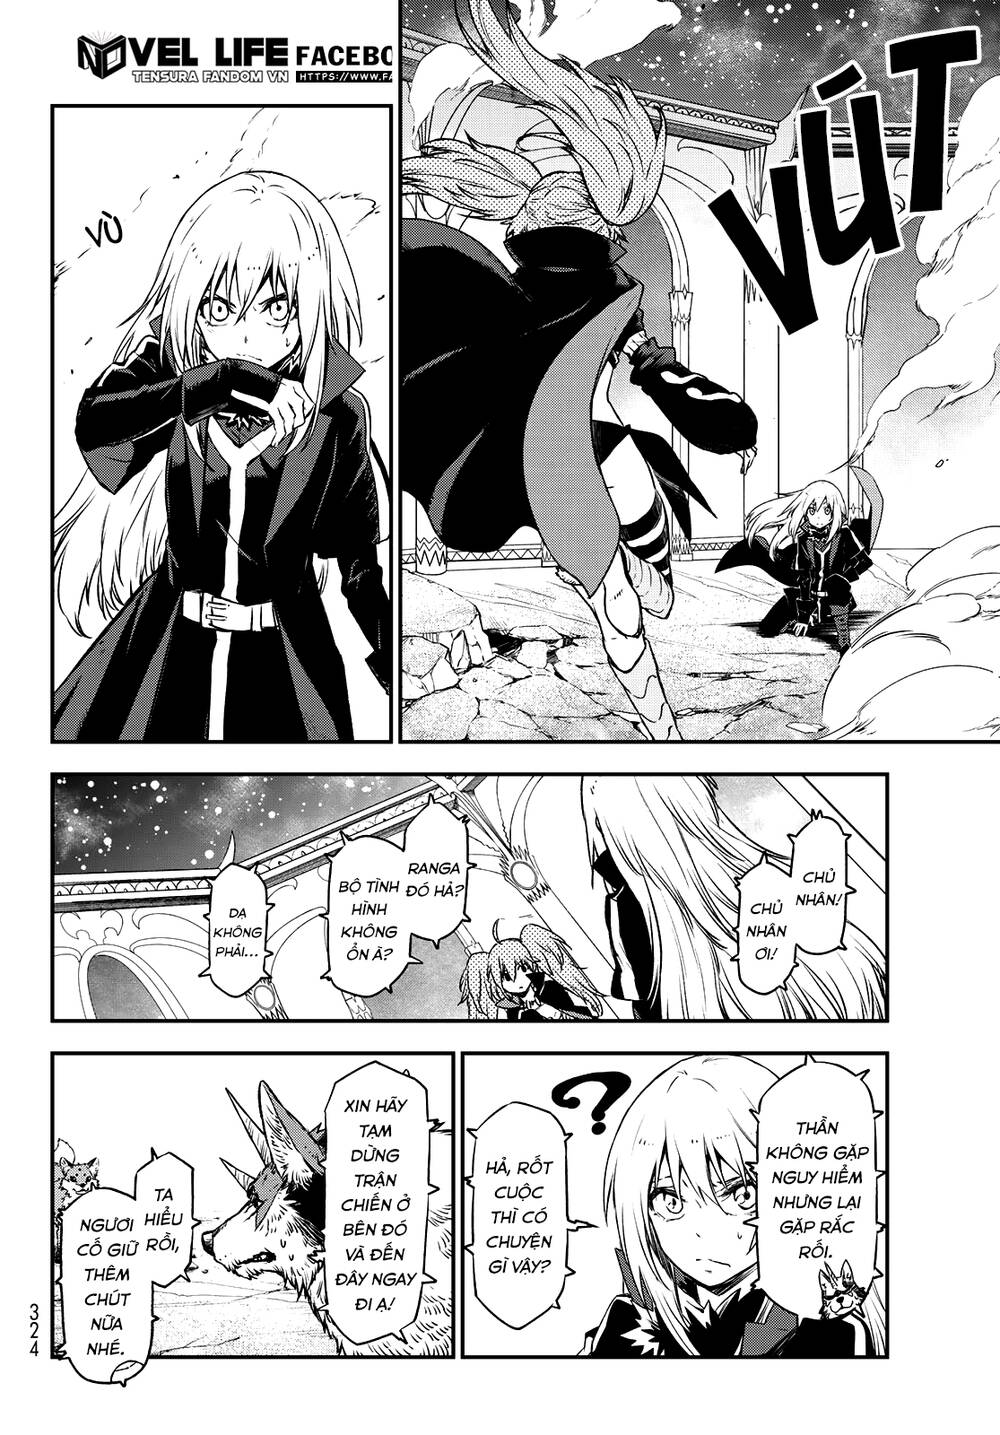 NOVEL LIFE FACEBO
TENSURA FANDOM VN HTTPS://WWW.FA
VÚT
VÙ
CHỦ
NHÂN!
CHỦ
NHÂN
ƠI!
RANGA
ĐÓ HẢ?
BỘ TÌNH
HÌNH
KHÔNG
ỔN À?
DẠ
KHÔNG
PHẢI...
THẦN
KHÔNG GẶP
NGUY HIỂM
NHƯNG LẠI
GẶP RẮC
RỐI.
?
HẢ, RỐT
CUỘC
THÌ CÓ
CHUYỆN
GÌ VẬY?
XIN HÃY
TẠM
DỪNG
TRẬN
CHIẾN Ở
BÊN ĐÓ
VÀ ĐẾN
ĐÂY NGAY
ĐI Ạ!
TA
HIỂU
RỒI,
NGƯƠI
CỐ GIỮ
THÊM
CHÚT
NỮA
NHÉ.
324